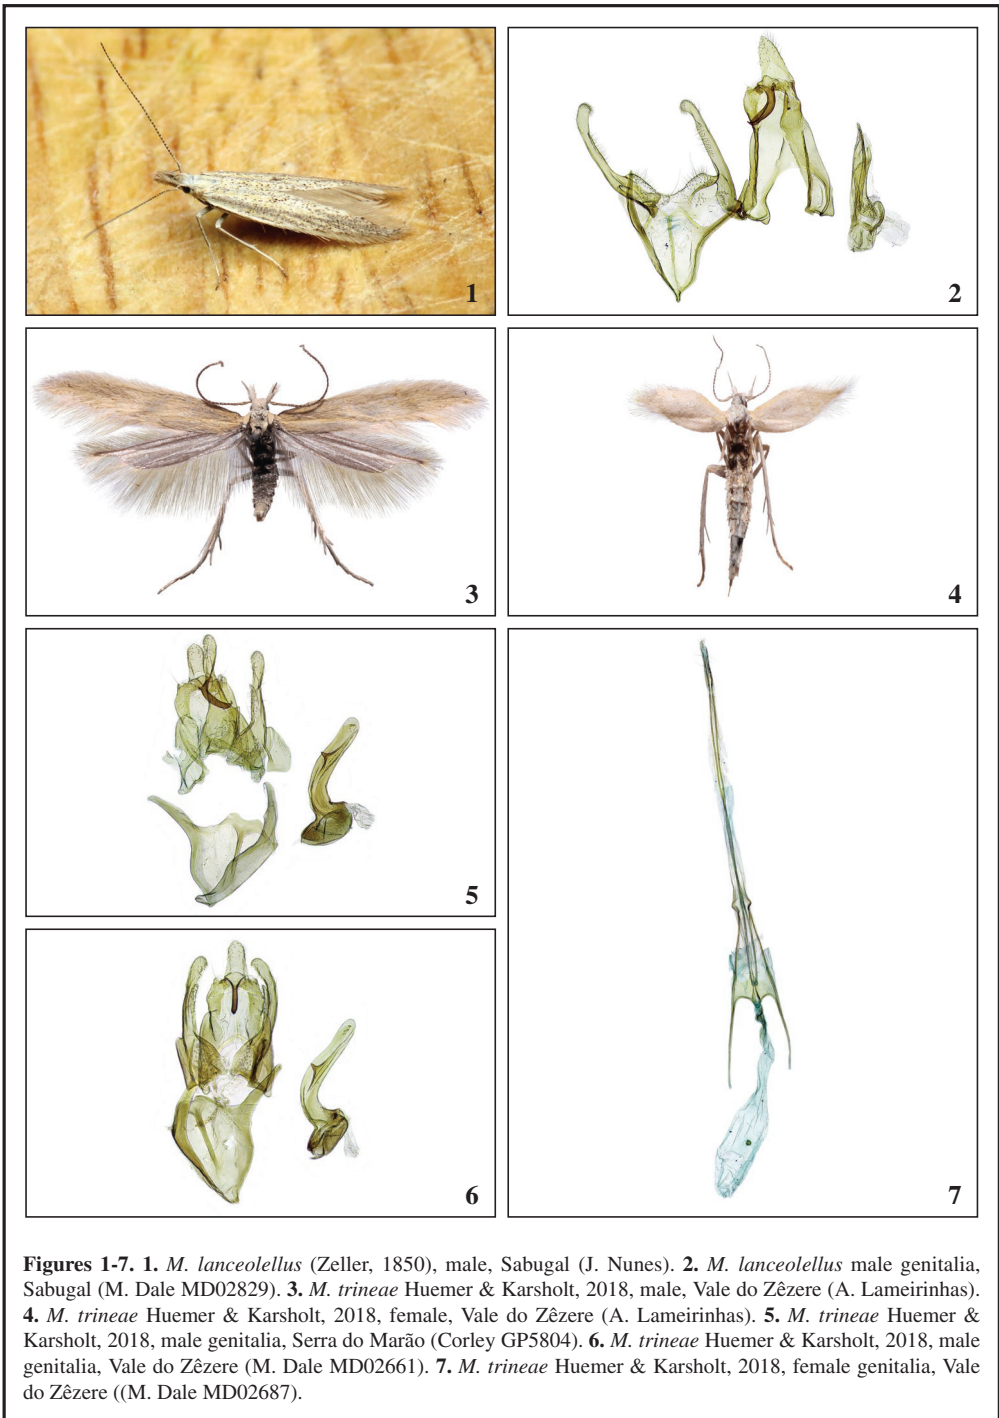 1
2
3
4
5
7
6
Figures 1-7. 1. M. lanceolellus (Zeller, 1850), male, Sabugal (J. Nunes). 2. M. lanceolellus male genitalia,
Sabugal (M. Dale MD02829). 3. M. trineae Huemer & Karsholt, 2018, male, Vale do Zêzere (A. Lameirinhas).
4. M. trineae Huemer & Karsholt, 2018, female, Vale do Zêzere (A. Lameirinhas). 5. M. trineae Huemer &
Karsholt, 2018, male genitalia, Serra do Marão (Corley GP5804). 6. M. trineae Huemer & Karsholt, 2018, male
genitalia, Vale do Zêzere (M. Dale MD02661). 7. M. trineae Huemer & Karsholt, 2018, female genitalia, Vale
do Zêzere ((M. Dale MD02687).